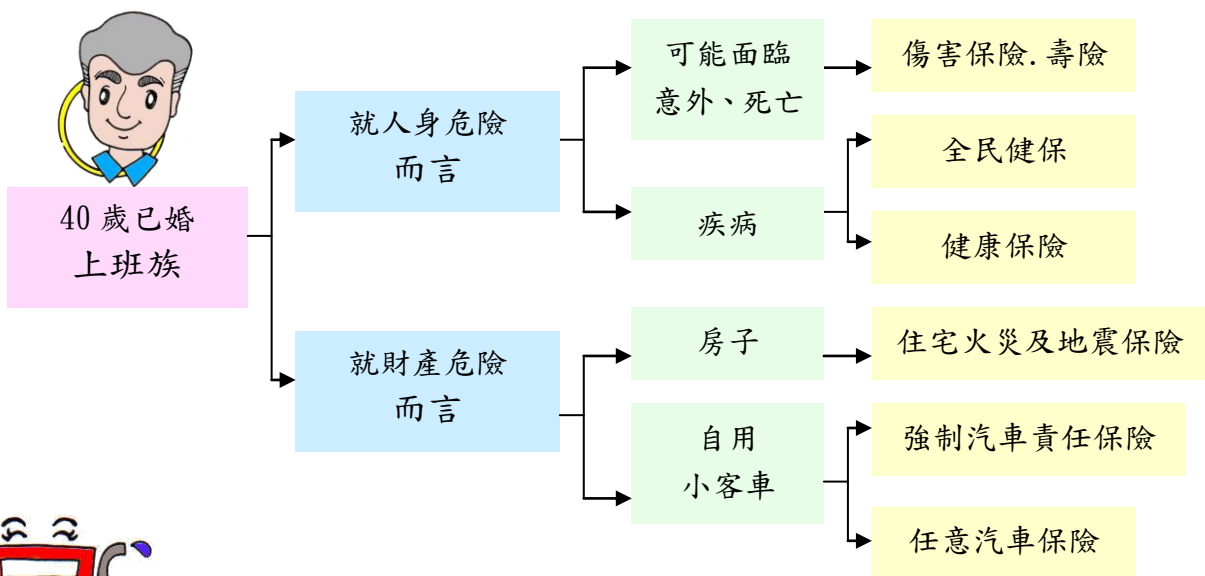 40歲已婚
上班族
就人身危險
而言
可能面臨
意外、死亡
傷害保險.壽險
疾病
全民健保
健康保險
就財產危險
而言
房子
住宅火災及地震保險
自用
小客車
強制汽車責任保險
任意汽車保險